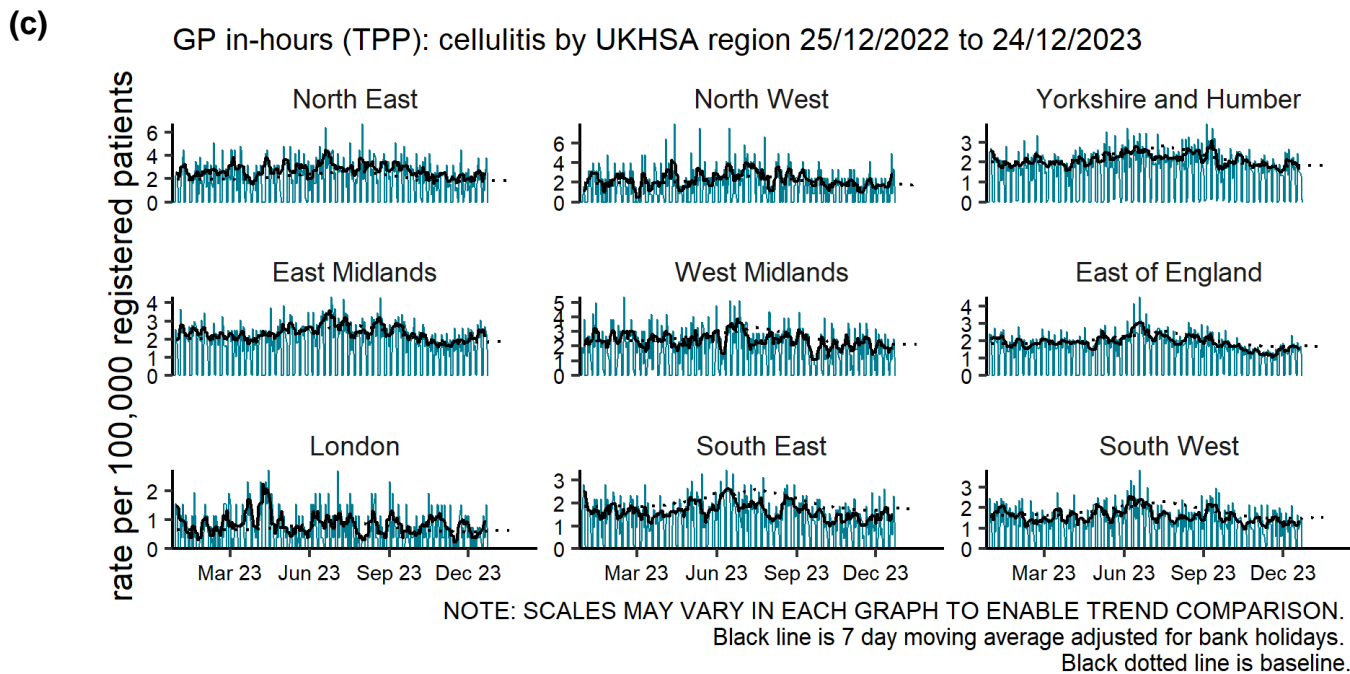 (c)
GP in-hours (TPP): cellulitis by UKHSA region 25/12/2022 to 24/12/2023
rate per 100,000 registered patients
North East
6
4
2
0
North West
6
4
2
0
Yorkshire and Humber
3
2
1
0
East Midlands
4
3
2
1
0
West Midlands
5
4
3
2
1
0
East of England
4
3
2
1
0
London
2
1
0
Mar 23 Jun 23 Sep 23 Dec 23
South East
3
2
1
0
Mar 23 Jun 23 Sep 23 Dec 23
South West
3
2
1
0
Mar 23 Jun 23 Sep 23 Dec 23
NOTE: SCALES MAY VARY IN EACH GRAPH TO ENABLE TREND COMPARISON.
Black line is 7 day moving average adjusted for bank holidays.
Black dotted line is baseline.